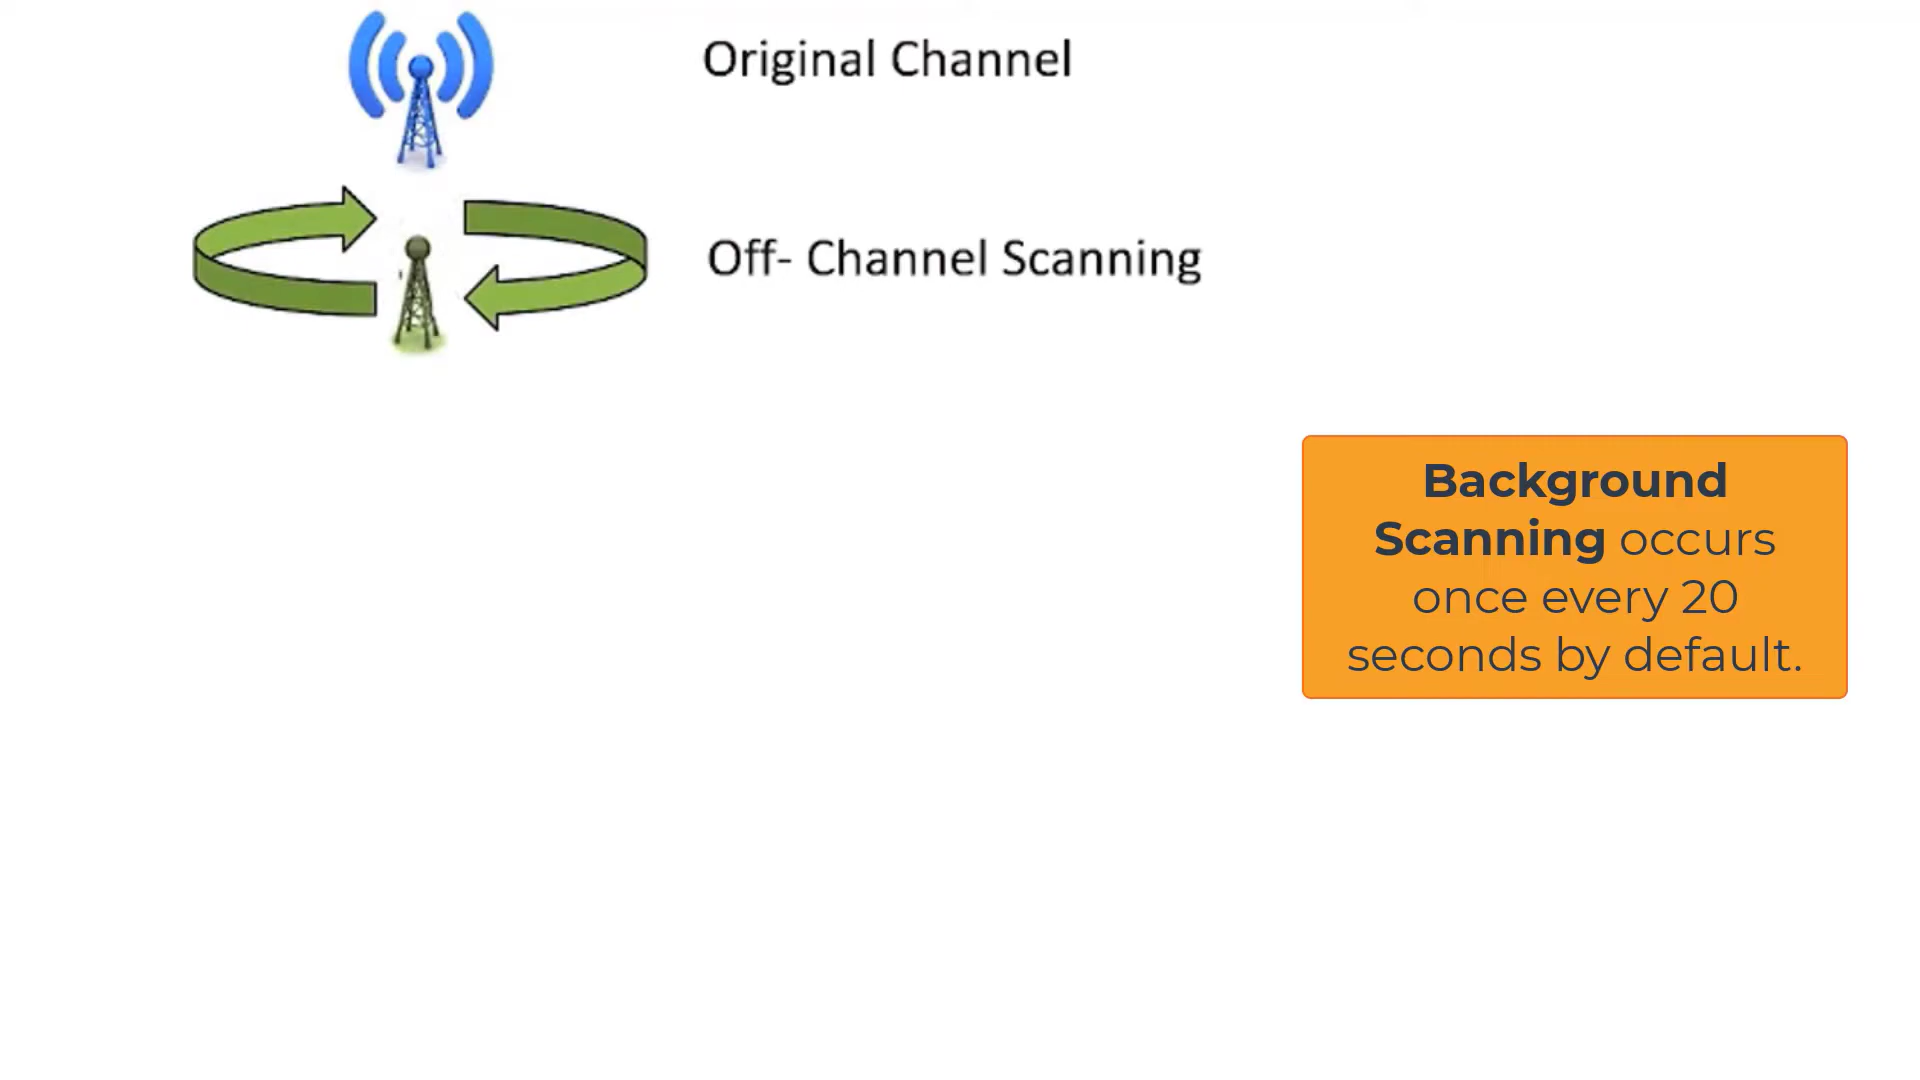 Original Channel
Off- Channel Scanning
Background
Scanning occurs
once every 20
seconds by default.